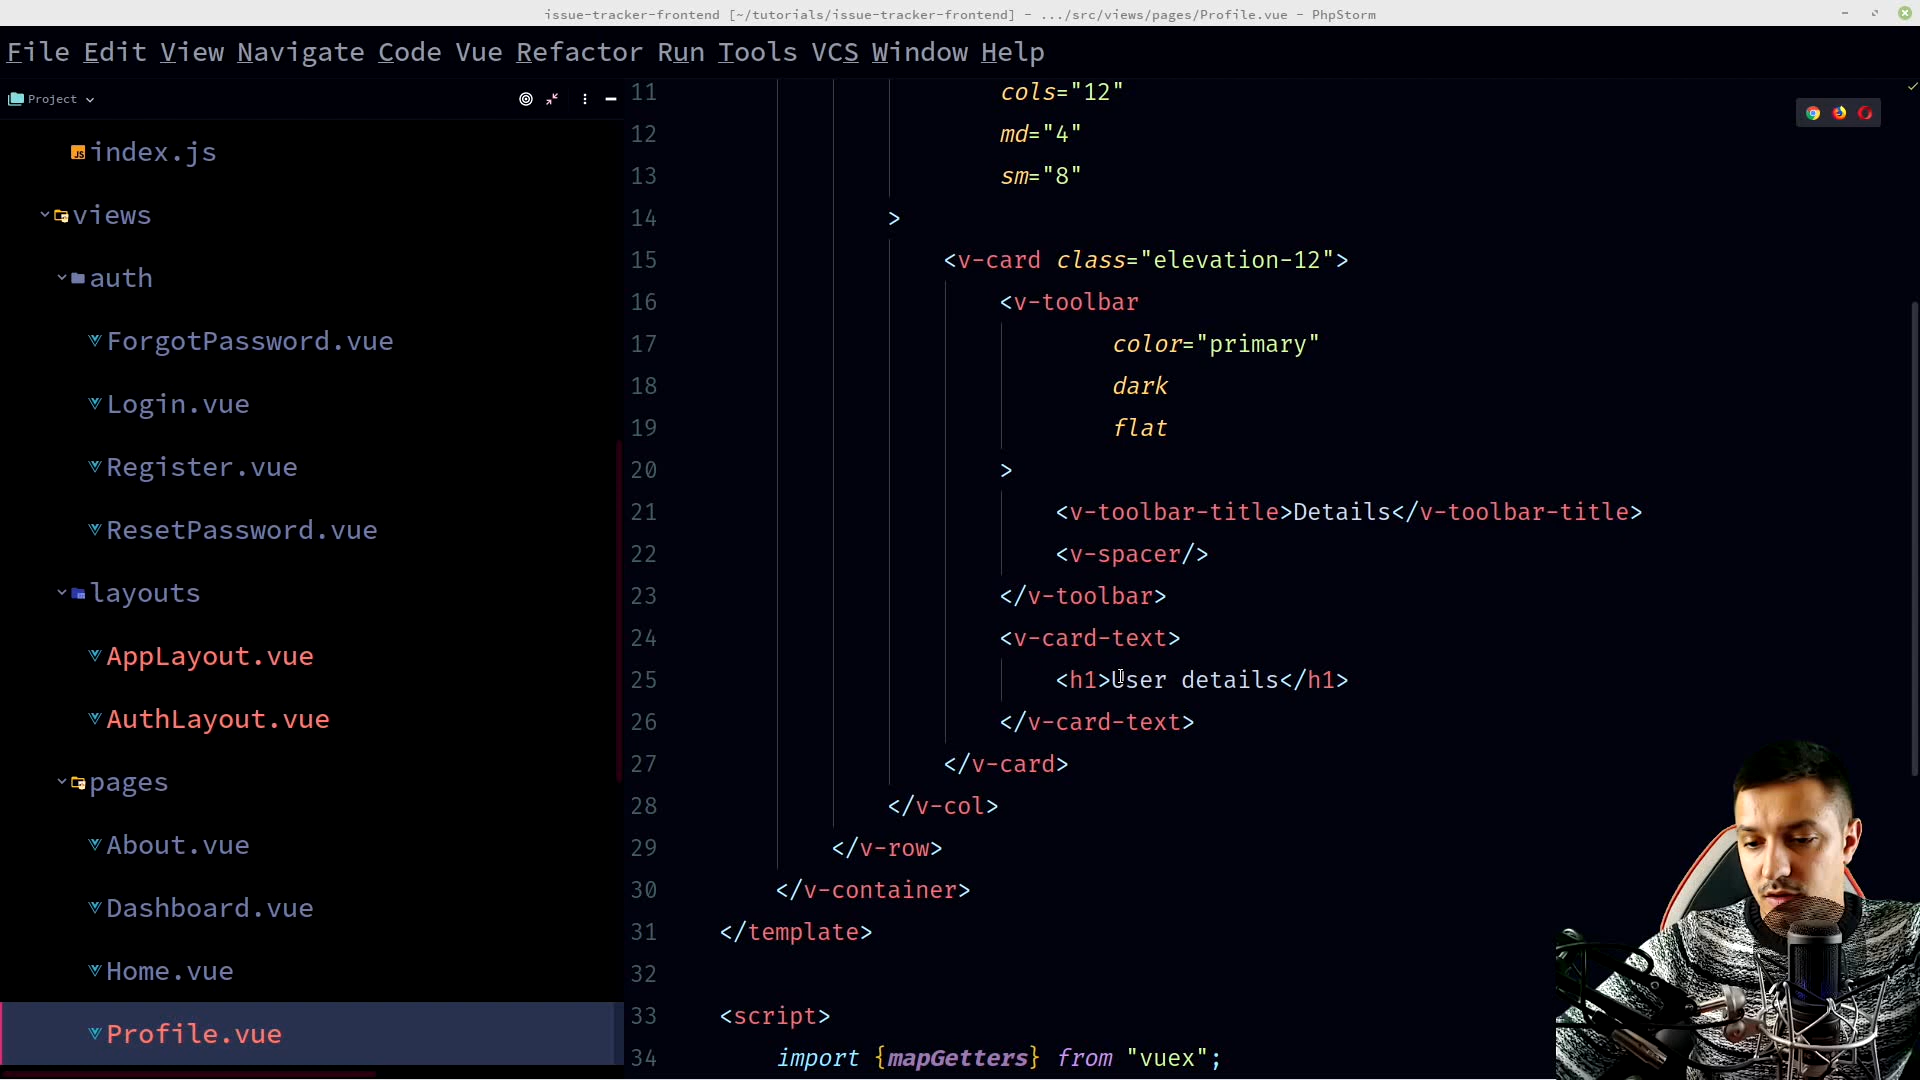 issue-tracker-frontend [~/tutorials/issue-tracker-frontend] – .../src/views/pages/Profile.vue – PhpStorm
File Edit View Navigate Code Vue Refactor Run Tools VCS Window Help
Project
JS index.js
views
auth
ForgotPassword.vue
Login.vue
Register.vue
ResetPassword.vue
layouts
AppLayout.vue
AuthLayout.vue
pages
About.vue
Dashboard.vue
Home.vue
Profile.vue
11 cols="12"
12 md="4"
13 sm="8"
14 >
15 <v-card class="elevation-12">
16 <v-toolbar
17 color="primary"
18 dark
19 flat
20 >
21 <v-toolbar-title>Details</v-toolbar-title>
22 <v-spacer/>
23 </v-toolbar>
24 <v-card-text>
25 <h1>User details</h1>
26 </v-card-text>
27 </v-card>
28 </v-col>
29 </v-row>
30 </v-container>
31 </template>
32
33 <script>
34 import {mapGetters} from "vuex";